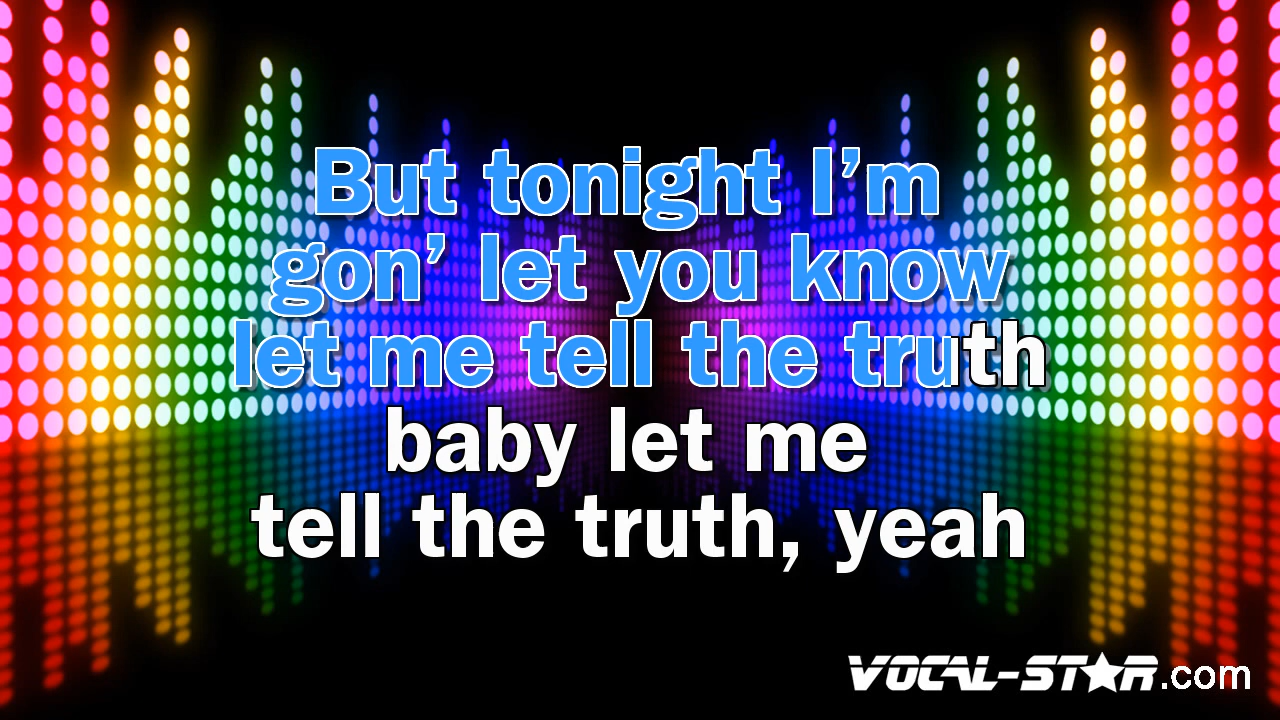 But tonight I’m
gon’ let you know
let me tell the truth
baby let me
tell the truth, yeah
VOCAL-STAR.com